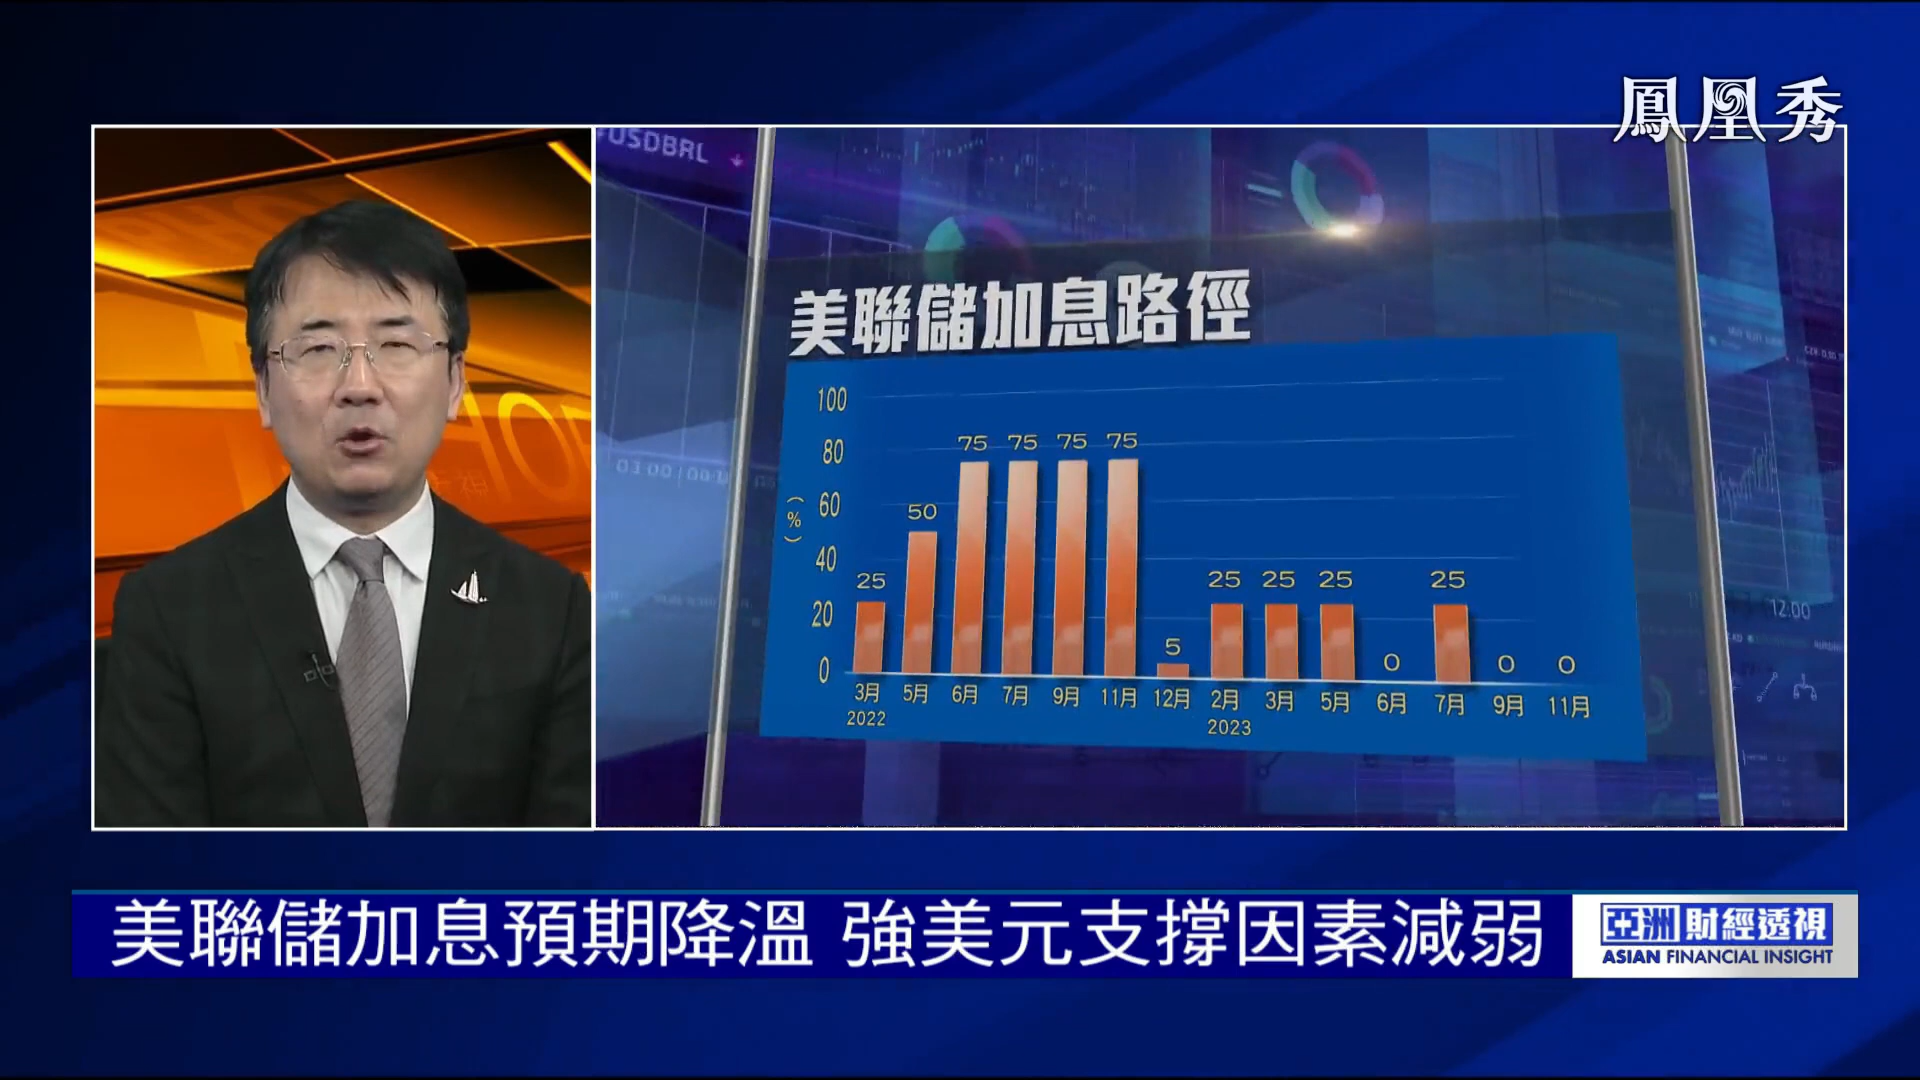 鳳凰秀
USDBRL
美聯儲加息路徑
100
80
60
40
20
0
(%)
25
50
75
75
75
75
5
25
25
25
0
25
0
0
3月
5月
6月
7月
9月
11月
12月
2月
3月
5月
6月
7月
9月
11月
2022
2023
12:00
美聯儲加息預期降溫 強美元支撐因素減弱
亞洲財經透視
ASIAN FINANCIAL INSIGHT